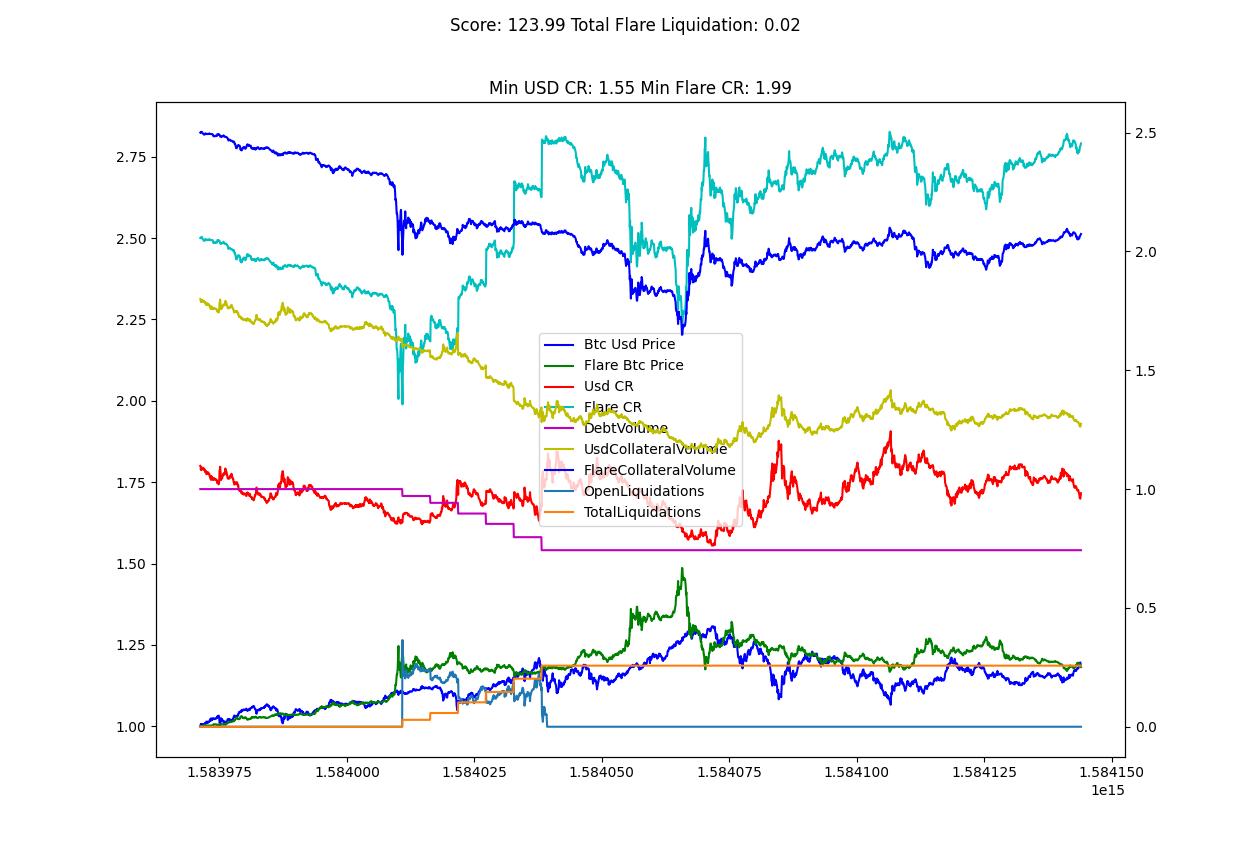 Score: 123.99 Total Flare Liquidation: 0.02
Min USD CR: 1.55 Min Flare CR: 1.99
2.75
2.50
2.25
2.00
1.75
1.50
1.25
1.00
2.5
2.0
1.5
1.0
0.5
0.0
Btc Usd Price
Flare Btc Price
Usd CR
Flare CR
DebtVolume
UsdCollateralVolume
FlareCollateralVolume
OpenLiquidations
TotalLiquidations
1.583975 1.584000 1.584025 1.584050 1.584075 1.584100 1.584125 1.584150
1e15